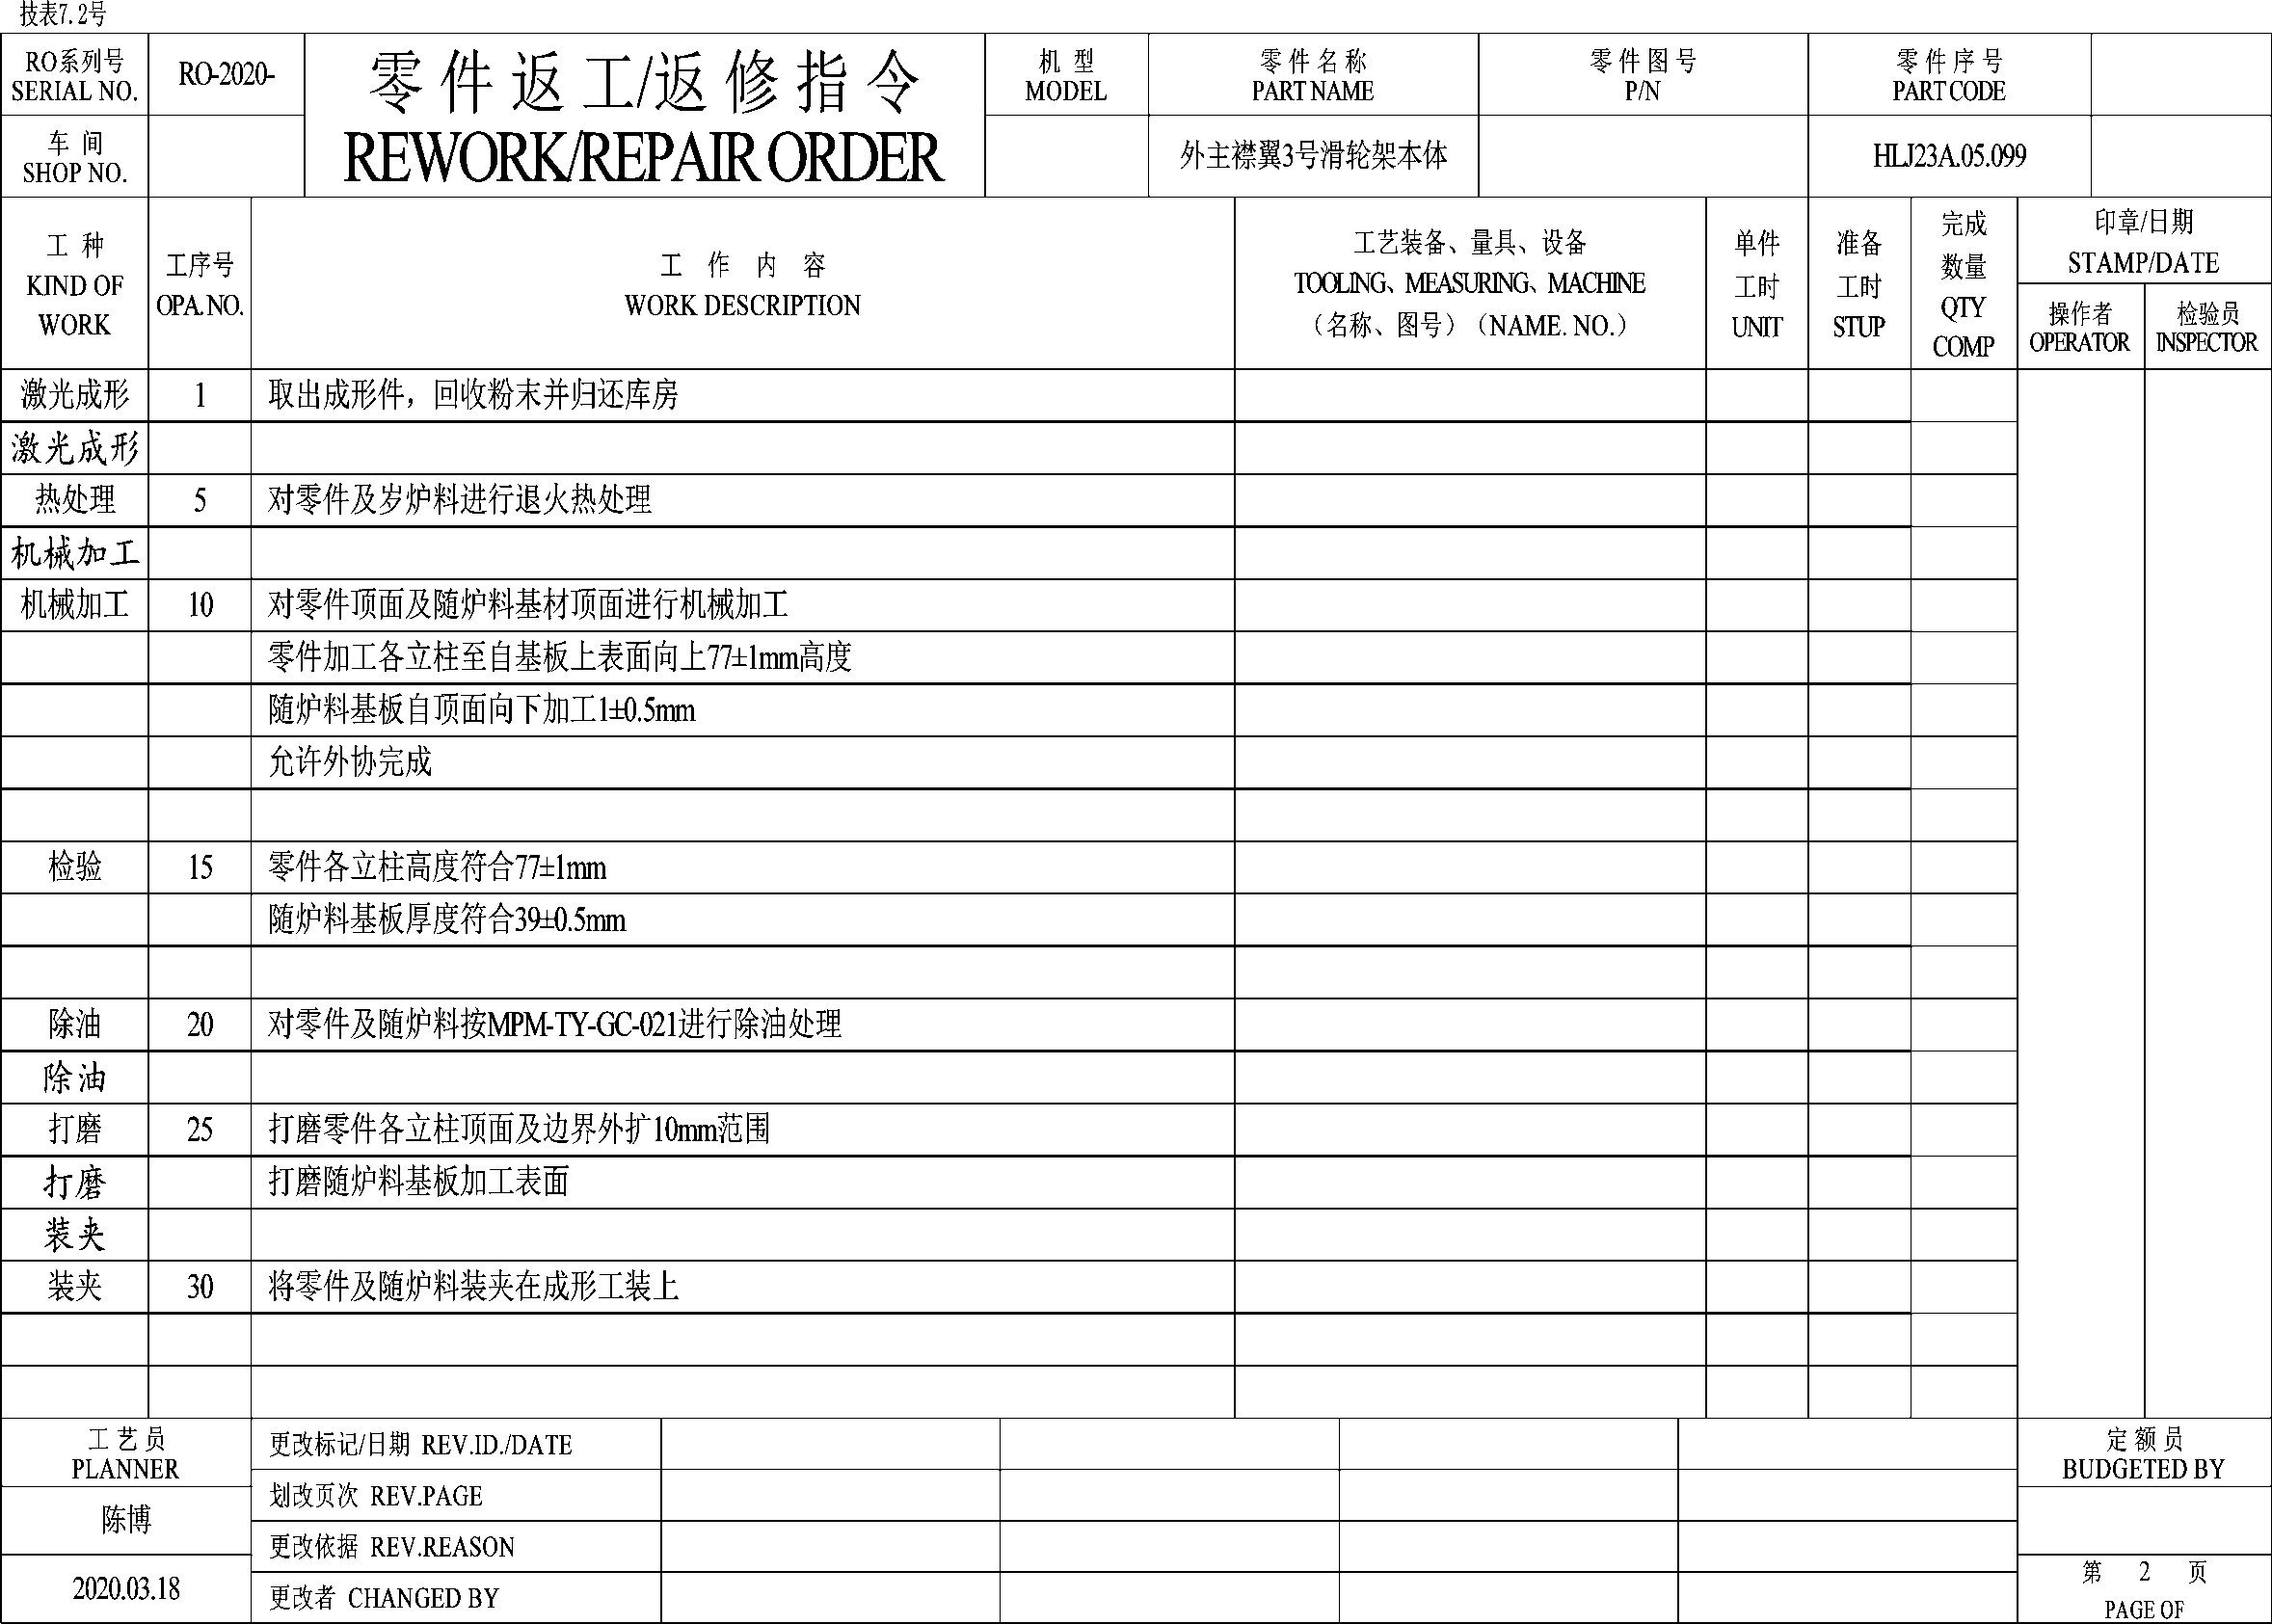 技表7.2号
RO系列号
SERIAL NO.
RO-2020-
零件返工/返修指令
REWORK/REPAIR ORDER
机 型
MODEL
零件名称
PART NAME
零件图号
P/N
零件序号
PART CODE
车 间
SHOP NO.
外主襟翼3号滑轮架本体
HLJ23A.05.099
工 种
KIND OF
WORK
工序号
OPA. NO.
工 作 内 容
WORK DESCRIPTION
工艺装备、量具、设备
TOOLING、MEASURING、MACHINE
（名称、图号）（NAME. NO.）
单件
工时
UNIT
准备
工时
STUP
完成
数量
QTY
COMP
印章/日期
STAMP/DATE
操作者
OPERATOR
检验员
INSPECTOR
激光成形 1 取出成形件，回收粉末并归还库房
激光成形
热处理 5 对零件及岁炉料进行退火热处理
机械加工
机械加工 10 对零件顶面及随炉料基材顶面进行机械加工
零件加工各立柱至自基板上表面向上77±1mm高度
随炉料基板自顶面向下加工1±0.5mm
允许外协完成
检验 15 零件各立柱高度符合77±1mm
随炉料基板厚度符合39±0.5mm
除油 20 对零件及随炉料按MPM-TY-GC-021进行除油处理
除油
打磨 25 打磨零件各立柱顶面及边界外扩10mm范围
打磨 打磨随炉料基板加工表面
装夹
装夹 30 将零件及随炉料装夹在成形工装上
工艺员
PLANNER
陈博
2020.03.18
更改标记/日期 REV.ID./DATE
划改页次 REV.PAGE
更改依据 REV.REASON
更改者 CHANGED BY
定额员
BUDGETED BY
第 2 页
PAGE OF